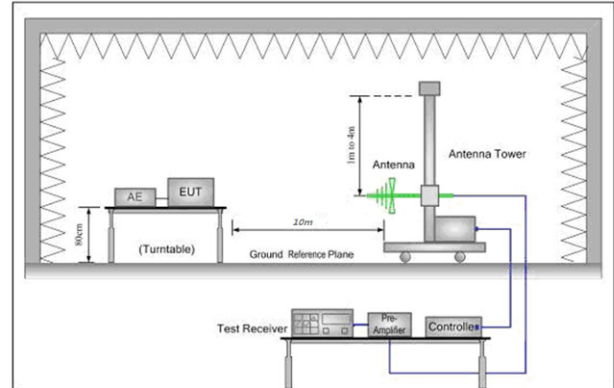 1m to 4m
Antenna
Antenna Tower
AE
EUT
80cm
(Turntable)
10m
Ground Reference Plane
Test Receiver
Pre-
Amplifier
Controller